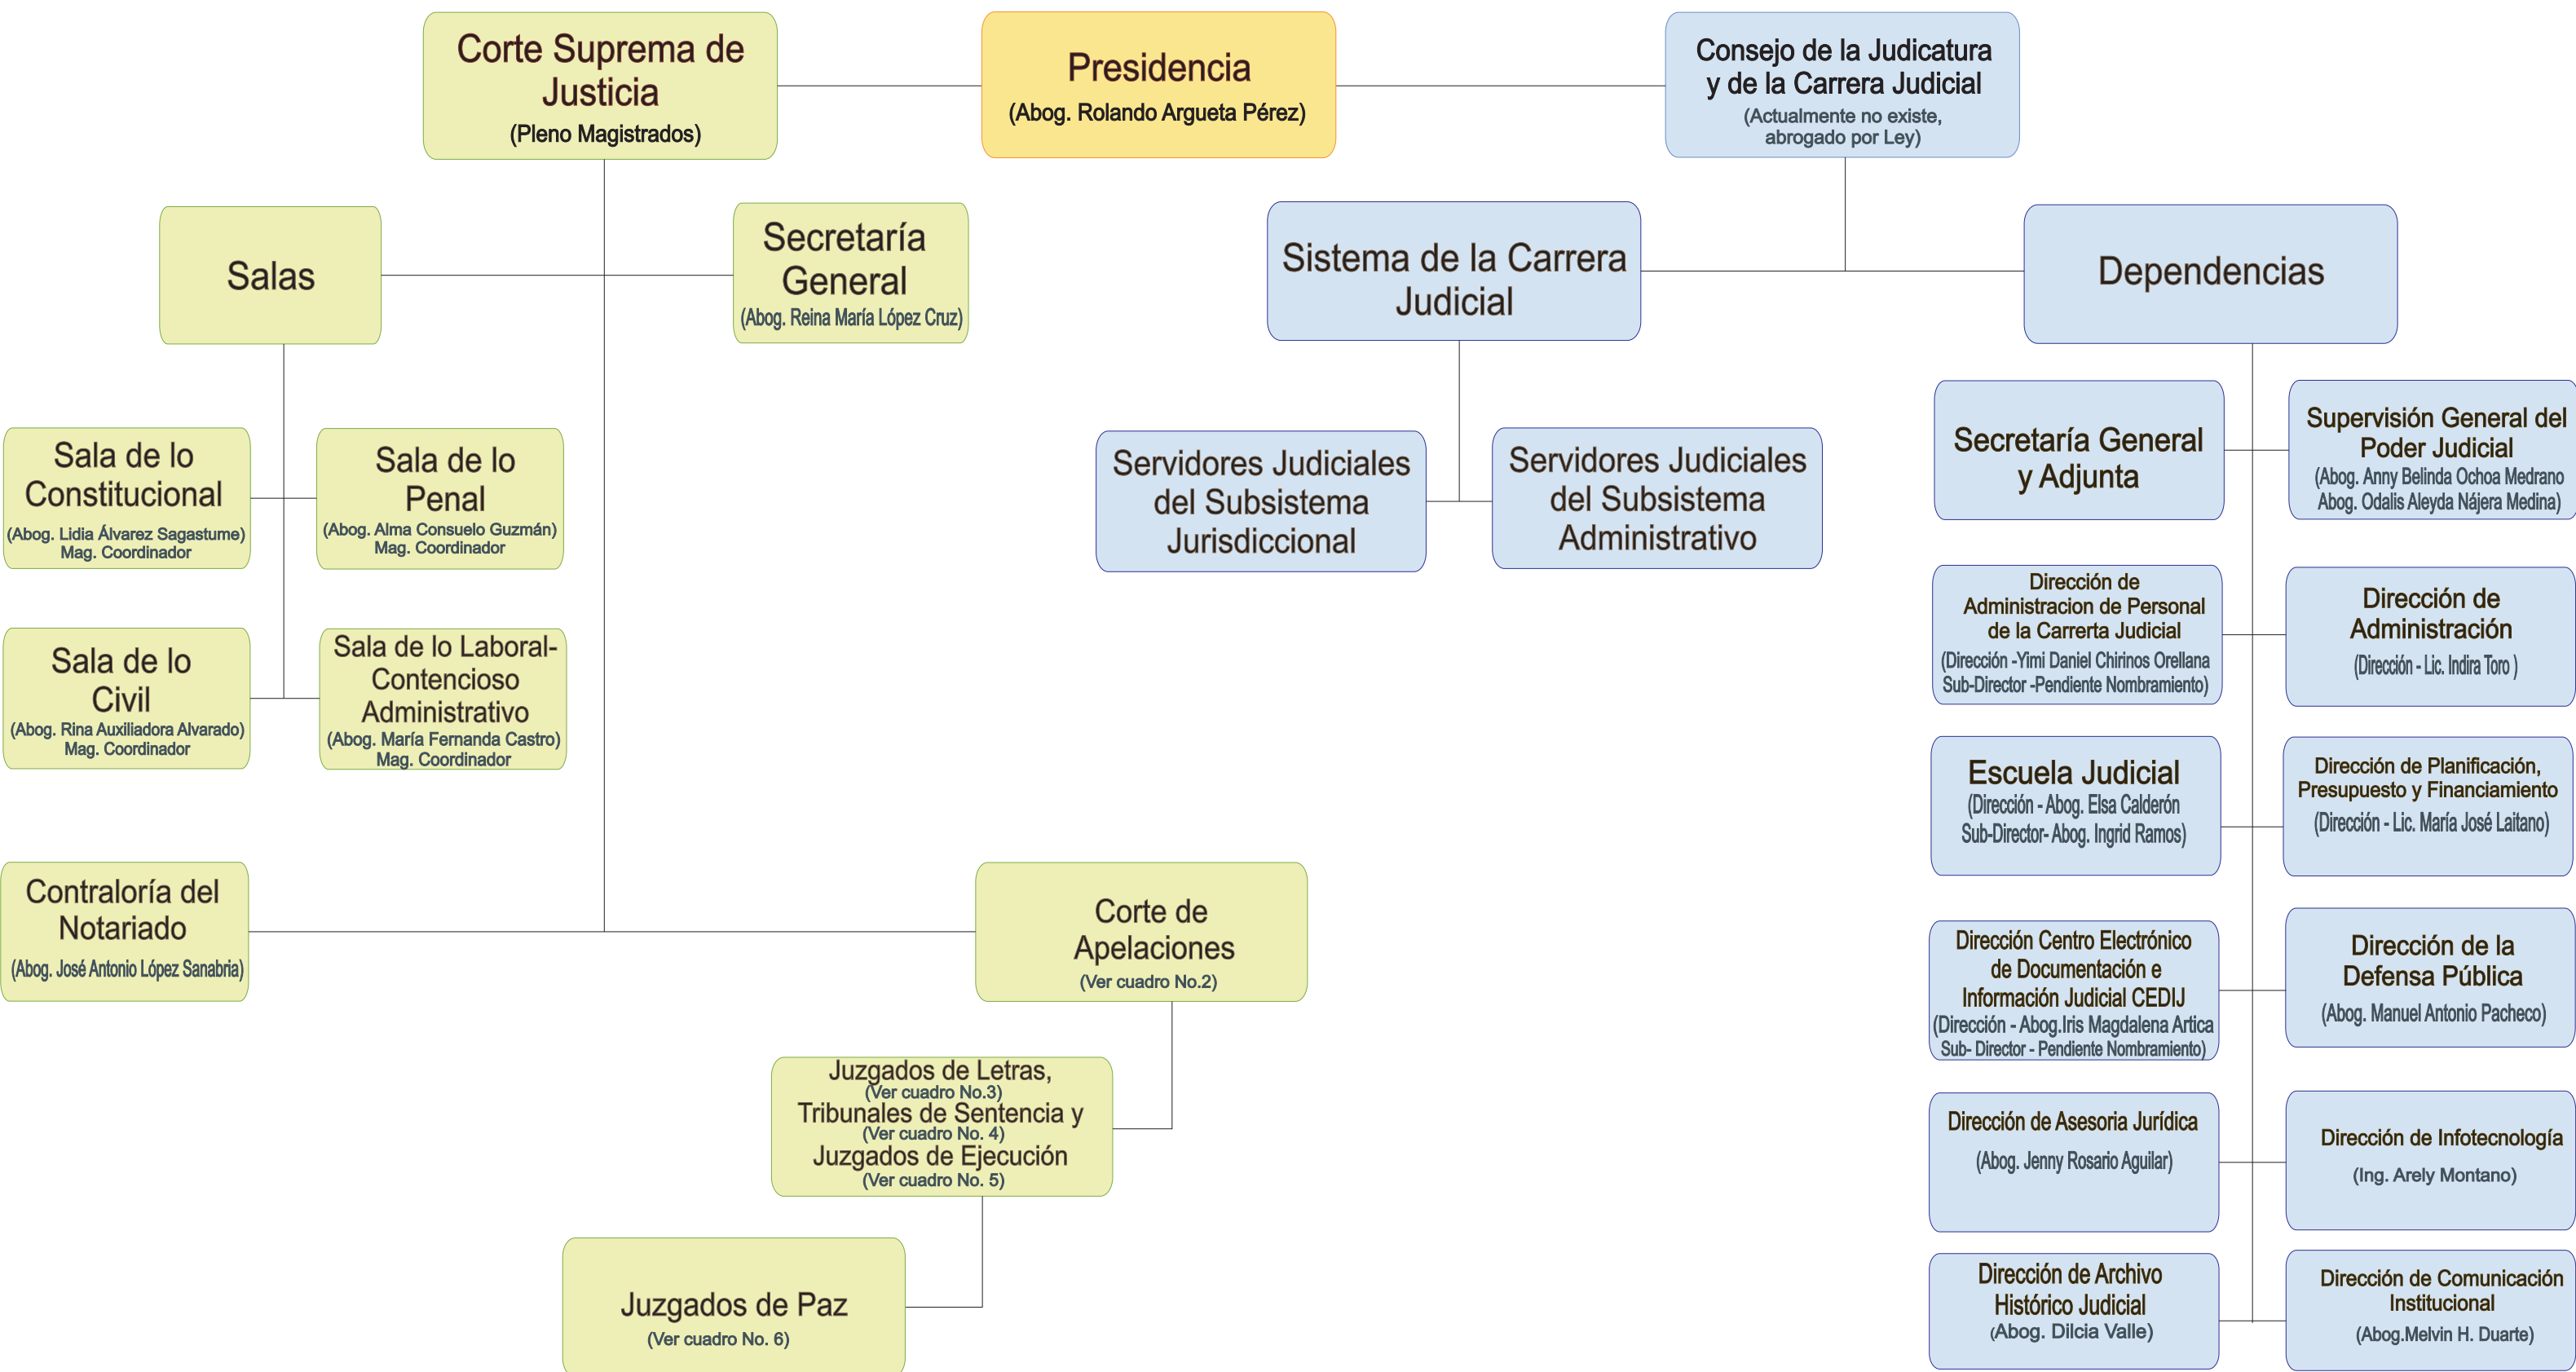 Corte Suprema de
Justicia
(Pleno Magistrados)
Presidencia
(Abog. Rolando Argueta Pérez)
Consejo de la Judicatura
y de la Carrera Judicial
(Actualmente no existe,
abrogado por Ley)
Salas
Secretaría
General
(Abog. Reina María López Cruz)
Sistema de la Carrera
Judicial
Dependencias
Sala de lo
Constitucional
(Abog. Lidia Álvarez Sagastume)
Mag. Coordinador
Sala de lo
Penal
(Abog. Alma Consuelo Guzmán)
Mag. Coordinador
Servidores Judiciales
del Subsistema
Jurisdiccional
Servidores Judiciales
del Subsistema
Administrativo
Secretaría General
y Adjunta
Supervisión General del
Poder Judicial
(Abog. Anny Belinda Ochoa Medrano
Abog. Odalis Aleyda Nájera Medina)
Sala de lo
Civil
(Abog. Rina Auxiliadora Alvarado)
Mag. Coordinador
Sala de lo Laboral-
Contencioso
Administrativo
(Abog. María Fernanda Castro)
Mag. Coordinador
Dirección de
Administracion de Personal
de la Carrerta Judicial
(Dirección -Yimi Daniel Chirinos Orellana
Sub-Director -Pendiente Nombramiento)
Dirección de
Administración
(Dirección - Lic. Indira Toro )
Escuela Judicial
(Dirección - Abog. Elsa Calderón
Sub-Director- Abog. Ingrid Ramos)
Dirección de Planificación,
Presupuesto y Financiamiento
(Dirección - Lic. María José Laitano)
Contraloría del
Notariado
(Abog. José Antonio López Sanabria)
Corte de
Apelaciones
(Ver cuadro No.2)
Dirección Centro Electrónico
de Documentación e
Información Judicial CEDIJ
(Dirección - Abog.Iris Magdalena Artica
Sub- Director - Pendiente Nombramiento)
Dirección de la
Defensa Pública
(Abog. Manuel Antonio Pacheco)
Juzgados de Letras,
(Ver cuadro No.3)
Tribunales de Sentencia y
(Ver cuadro No. 4)
Juzgados de Ejecución
(Ver cuadro No. 5)
Dirección de Asesoria Jurídica
(Abog. Jenny Rosario Aguilar)
Dirección de Infotecnología
(Ing. Arely Montano)
Juzgados de Paz
(Ver cuadro No. 6)
Dirección de Archivo
Histórico Judicial
(Abog. Dilcia Valle)
Dirección de Comunicación
Institucional
(Abog.Melvin H. Duarte)